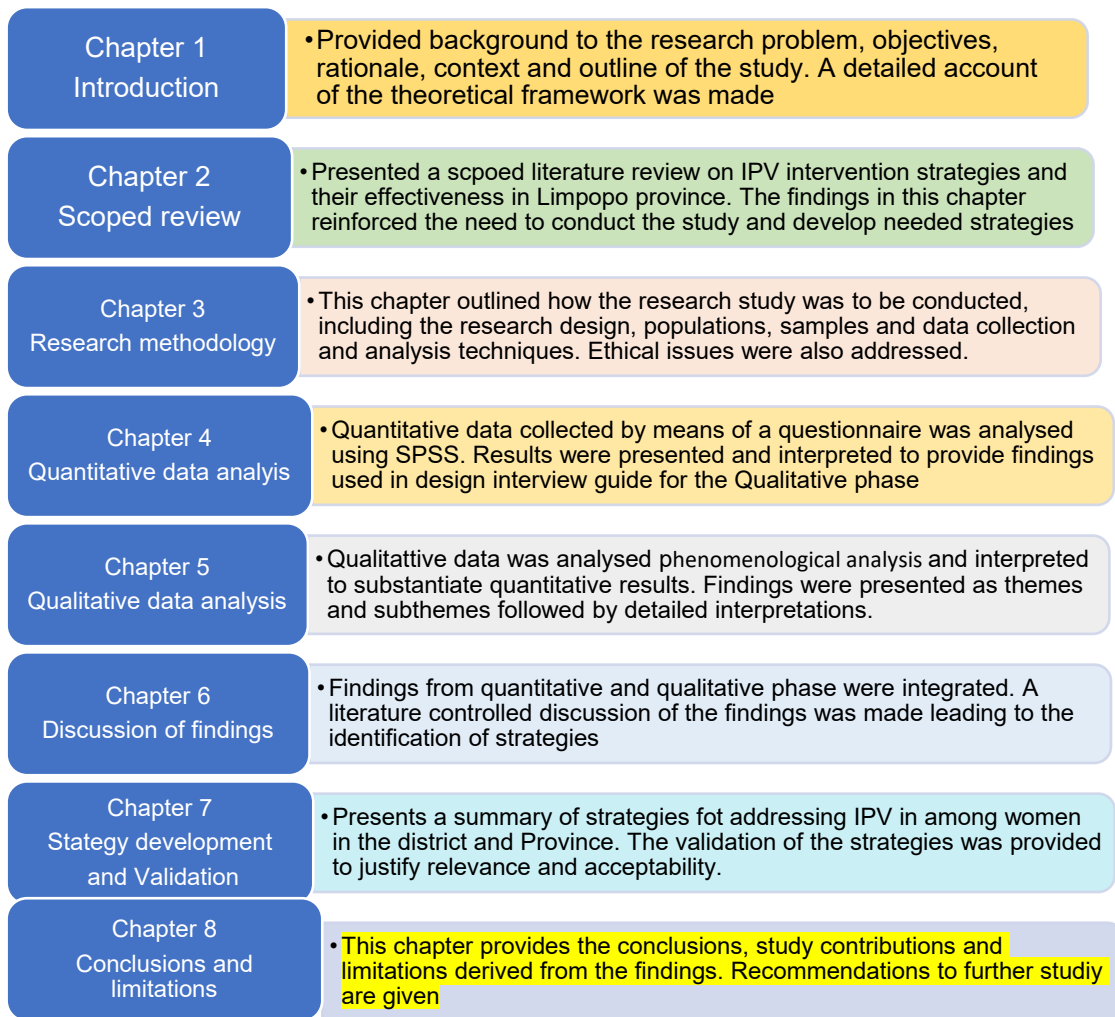 Chapter 1
Introduction
•Provided background to the research problem, objectives,
rationale, context and outline of the study. A detailed account
of the theoretical framework was made
Chapter 2
Scoped review
•Presented a scpoed literature review on IPV intervention strategies and
their effectiveness in Limpopo province. The findings in this chapter
reinforced the need to conduct the study and develop needed strategies
Chapter 3
Research methodology
•This chapter outlined how the research study was to be conducted,
including the research design, populations, samples and data collection
and analysis techniques. Ethical issues were also addressed.
Chapter 4
Quantitative data analyis
•Quantitative data collected by means of a questionnaire was analysed
using SPSS. Results were presented and interpreted to provide findings
used in design interview guide for the Qualitative phase
Chapter 5
Qualitative data analysis
•Qualitattive data was analysed phenomenological analysis and interpreted
to substantiate quantitative results. Findings were presented as themes
and subthemes followed by detailed interpretations.
Chapter 6
Discussion of findings
•Findings from quantitative and qualitative phase were integrated. A
literature controlled discussion of the findings was made leading to the
identification of strategies
Chapter 7
Stategy development
and Validation
•Presents a summary of strategies fot addressing IPV in among women
in the district and Province. The validation of the strategies was provided
to justify relevance and acceptability.
Chapter 8
Conclusions and
limitations
•This chapter provides the conclusions, study contributions and
limitations derived from the findings. Recommendations to further studiy
are given